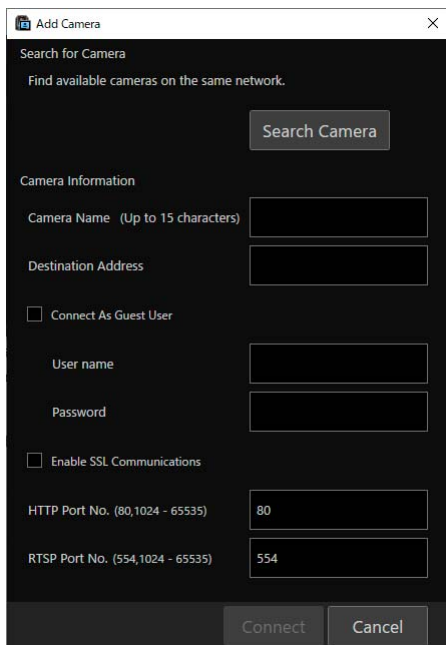 Add Camera
Search for Camera
Find available cameras on the same network.
Search Camera
Camera Information
Camera Name (Up to 15 characters)
Destination Address
Connect As Guest User
User name
Password
Enable SSL Communications
HTTP Port No. (80,1024 - 65535) 80
RTSP Port No. (554,1024 - 65535) 554
Connect Cancel